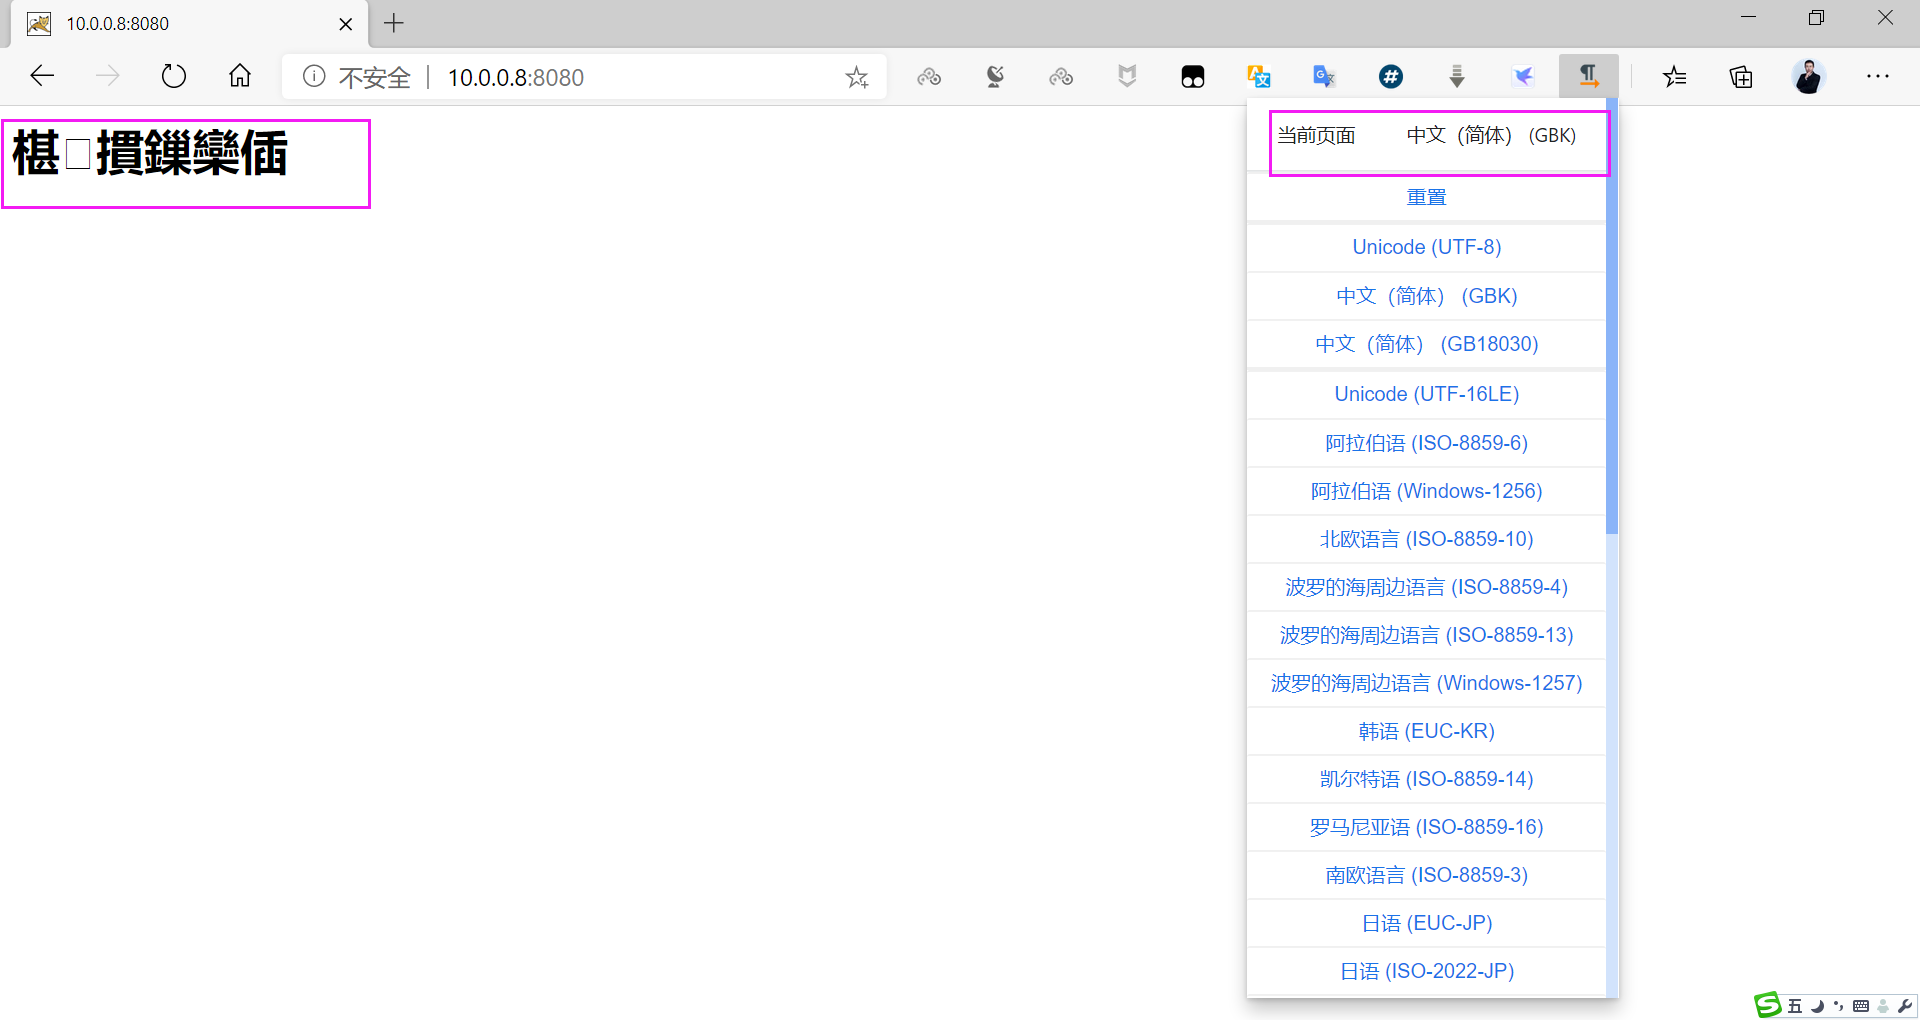 10.0.0.8:8080
不安全 | 10.0.0.8:8080
椹□摜鏁欒偛
当前页面 中文（简体） (GBK)
重置
Unicode (UTF-8)
中文（简体） (GBK)
中文（简体） (GB18030)
Unicode (UTF-16LE)
阿拉伯语 (ISO-8859-6)
阿拉伯语 (Windows-1256)
北欧语言 (ISO-8859-10)
波罗的海周边语言 (ISO-8859-4)
波罗的海周边语言 (ISO-8859-13)
波罗的海周边语言 (Windows-1257)
韩语 (EUC-KR)
凯尔特语 (ISO-8859-14)
罗马尼亚语 (ISO-8859-16)
南欧语言 (ISO-8859-3)
日语 (EUC-JP)
日语 (ISO-2022-JP)
五